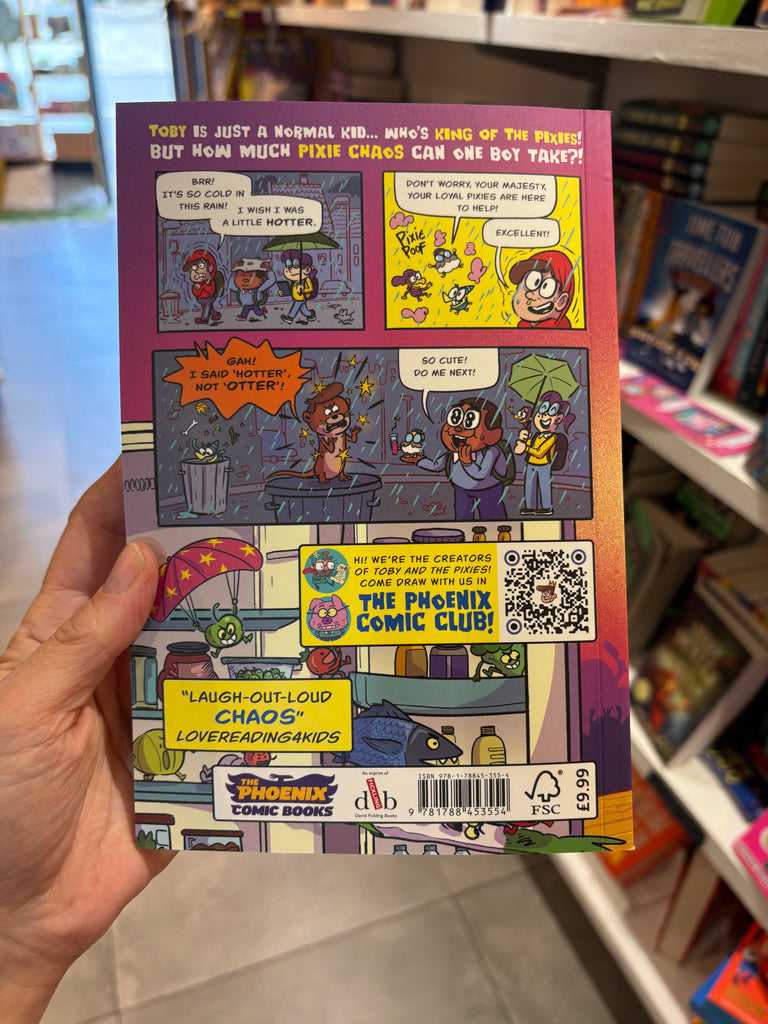 TOBY IS JUST A NORMAL KID... WHO'S KING OF THE PIXIES!
BUT HOW MUCH PIXIE CHAOS CAN ONE BOY TAKE?!
BRR!
IT'S SO COLD IN
THIS RAIN!
I WISH I WAS
A LITTLE HOTTER.
DON'T WORRY, YOUR MAJESTY,
YOUR LOYAL PIXIES ARE HERE
TO HELP!
PIXIE
POOF
EXCELLENT!
GAH!
I SAID 'HOTTER',
NOT 'OTTER'!
SO CUTE!
DO ME NEXT!
HI! WE'RE THE CREATORS
OF TOBY AND THE PIXIES!
COME DRAW WITH US IN
THE PHOENIX
COMIC CLUB!
"LAUGH-OUT-LOUD
CHAOS"
LOVEREADING4KIDS
THE PHOENIX
COMIC BOOKS
An imprint of
dfb
FICKLING
David Fickling Books
ISBN 978-1-78845-355-4
9 781788 453554
FSC
£9.99
TIME TUB
TRAVELLERS